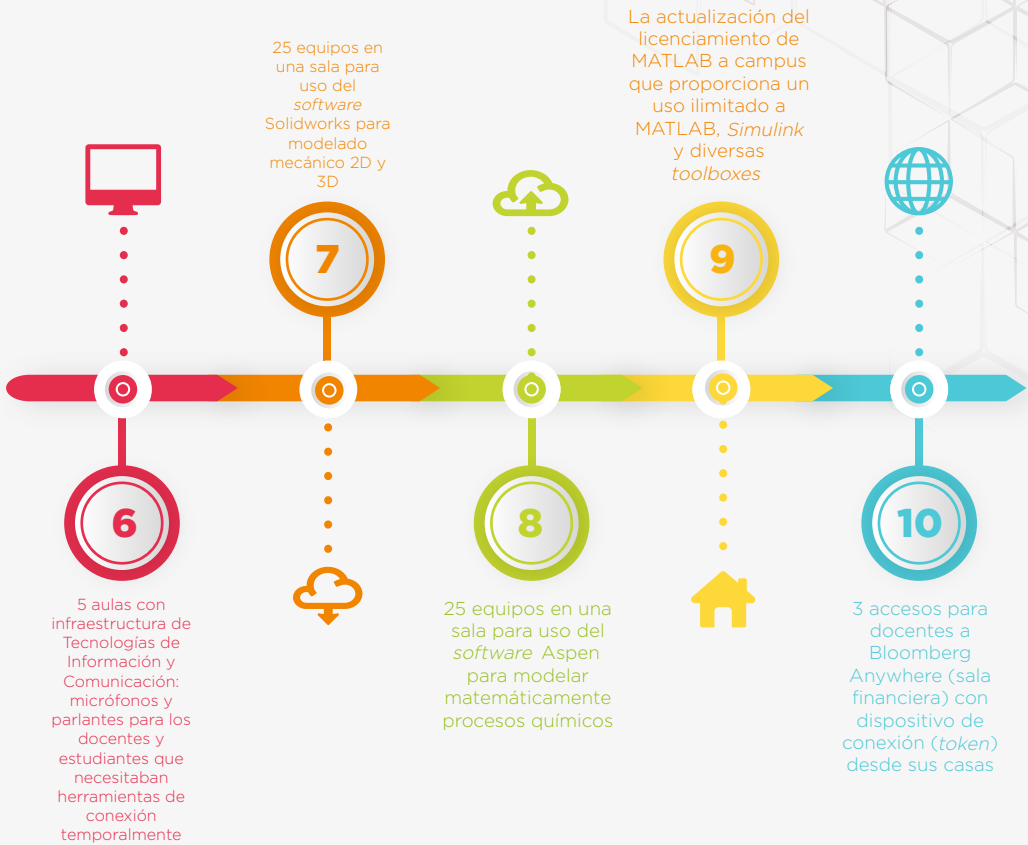 6
5 aulas con
infraestructura de
Tecnologías de
Información y
Comunicación:
micrófonos y
parlantes para los
docentes y
estudiantes que
necesitaban
herramientas de
conexión
temporalmente
25 equipos en
una sala para
uso del
software
Solidworks para
modelado
mecánico 2D y
3D
7
8
25 equipos en una
sala para uso del
software Aspen
para modelar
matemáticamente
procesos químicos
La actualización del
licenciamiento de
MATLAB a campus
que proporciona un
uso ilimitado a
MATLAB, Simulink
y diversas
toolboxes
9
10
3 accesos para
docentes a
Bloomberg
Anywhere (sala
financiera) con
dispositivo de
conexión (token)
desde sus casas